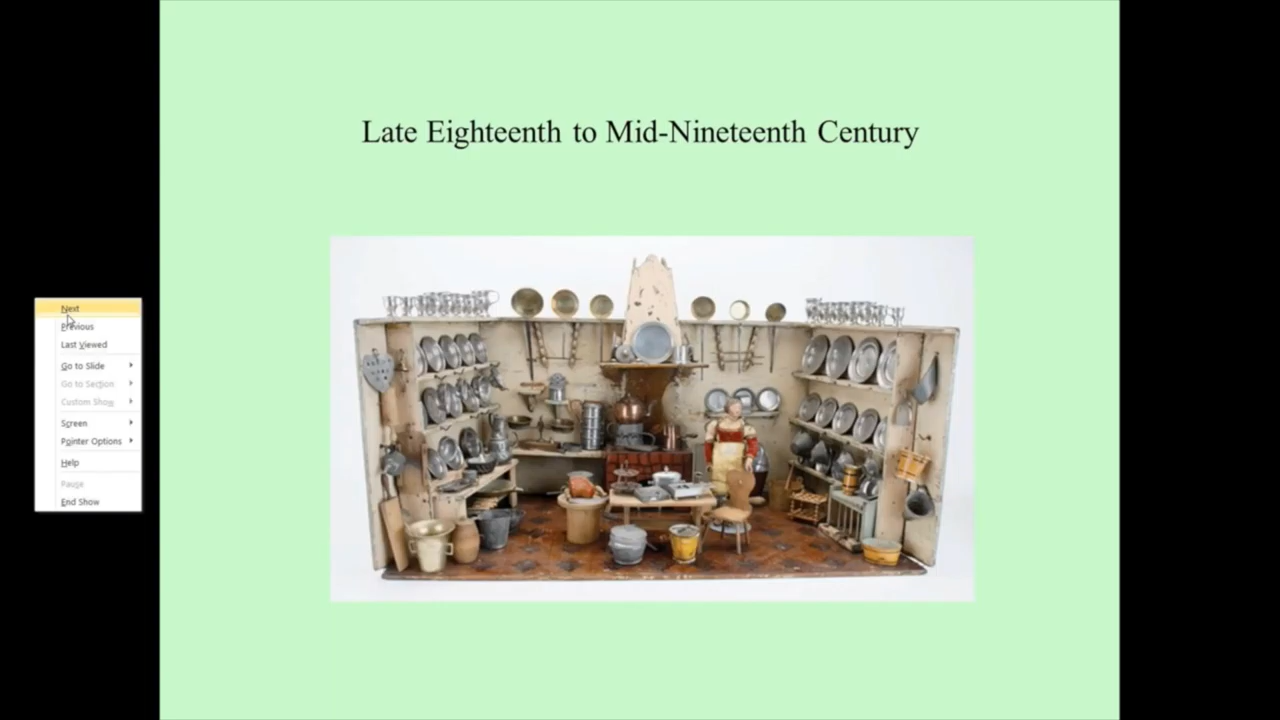 Late Eighteenth to Mid-Nineteenth Century
Next
Previous
Last Viewed
Go to Slide
Go to Section
Custom Show
Screen
Pointer Options
Help
Pause
End Show